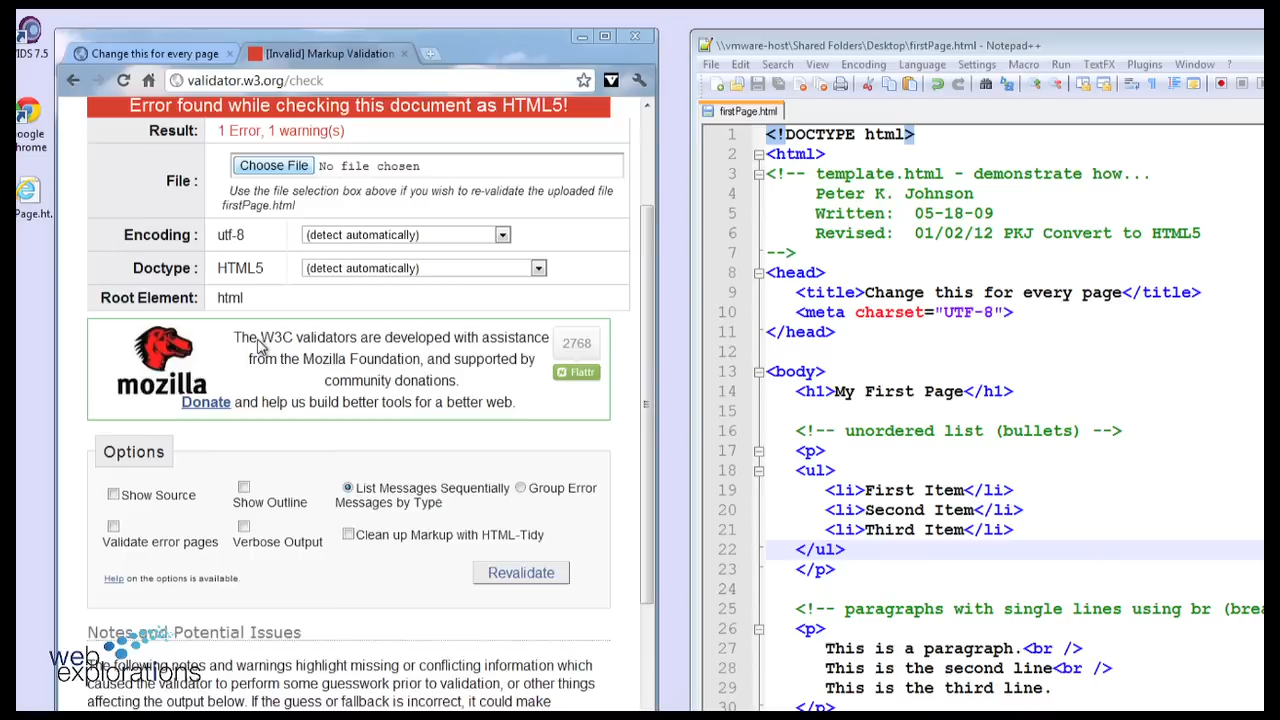 IDS 7.5
oogle
hrome
Page.ht.
Change this for every page
[Invalid] Markup Validation
validator.w3.org/check
Error found while checking this document as HTML5!
Result: 1 Error, 1 warning(s)
File: Choose File No file chosen
Use the file selection box above if you wish to re-validate the uploaded file
firstPage.html
Encoding: utf-8 (detect automatically)
Doctype: HTML5 (detect automatically)
Root Element: html
mozilla
The W3C validators are developed with assistance
from the Mozilla Foundation, and supported by
community donations.
Donate and help us build better tools for a better web.
2768
Flattr
Options
Show Source
Show Outline
List Messages Sequentially Group Error
Messages by Type
Validate error pages
Verbose Output
Clean up Markup with HTML-Tidy
Help on the options is available.
Revalidate
Notes and Potential Issues
The following notes and warnings highlight missing or conflicting information which
caused the validator to perform some guesswork prior to validation, or other things
affecting the output below. If the guess or fallback is incorrect, it could make
web
explorations
\\vmware-host\Shared Folders\Desktop\firstPage.html - Notepad++
File Edit Search View Encoding Language Settings Macro Run TextFX Plugins Window ?
firstPage.html
1 <!DOCTYPE html>
2 <html>
3 <!-- template.html - demonstrate how...
4 Peter K. Johnson
5 Written: 05-18-09
6 Revised: 01/02/12 PKJ Convert to HTML5
7 -->
8 <head>
9 <title>Change this for every page</title>
10 <meta charset="UTF-8">
11 </head>
12
13 <body>
14 <h1>My First Page</h1>
15
16 <!-- unordered list (bullets) -->
17 <p>
18 <ul>
19 <li>First Item</li>
20 <li>Second Item</li>
21 <li>Third Item</li>
22 </ul>
23 </p>
24
25 <!-- paragraphs with single lines using br (brea
26 <p>
27 This is a paragraph.<br />
28 This is the second line<br />
29 This is the third line.
30 </p>